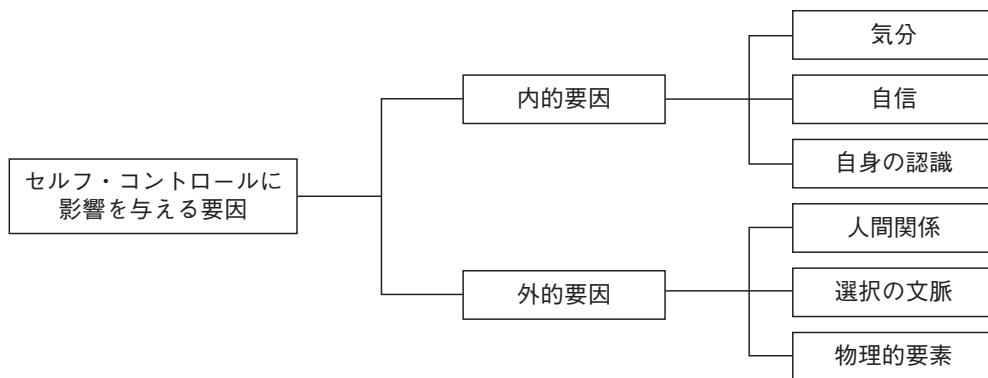 セルフ・コントロールに
影響を与える要因
内的要因
気分
自信
自身の認識
外的要因
人間関係
選択の文脈
物理的要素